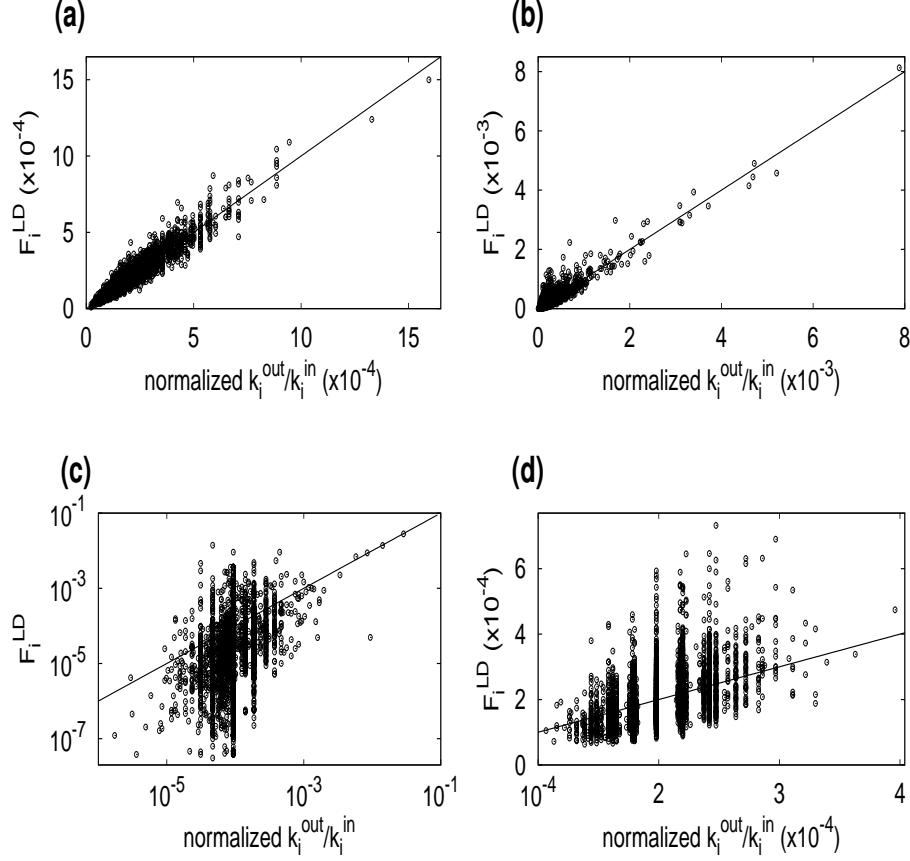 (a)
F_i^LD (x10^-4)
15
10
5
0
0 5 10 15
normalized k_i^out/k_i^in (x10^-4)
(b)
F_i^LD (x10^-3)
8
6
4
2
0
0 2 4 6 8
normalized k_i^out/k_i^in (x10^-3)
(c)
F_i^LD
10^-1
10^-3
10^-5
10^-7
10^-5 10^-3 10^-1
normalized k_i^out/k_i^in
(d)
F_i^LD (x10^-4)
6
4
2
0
10^-4 2 3 4
normalized k_i^out/k_i^in (x10^-4)